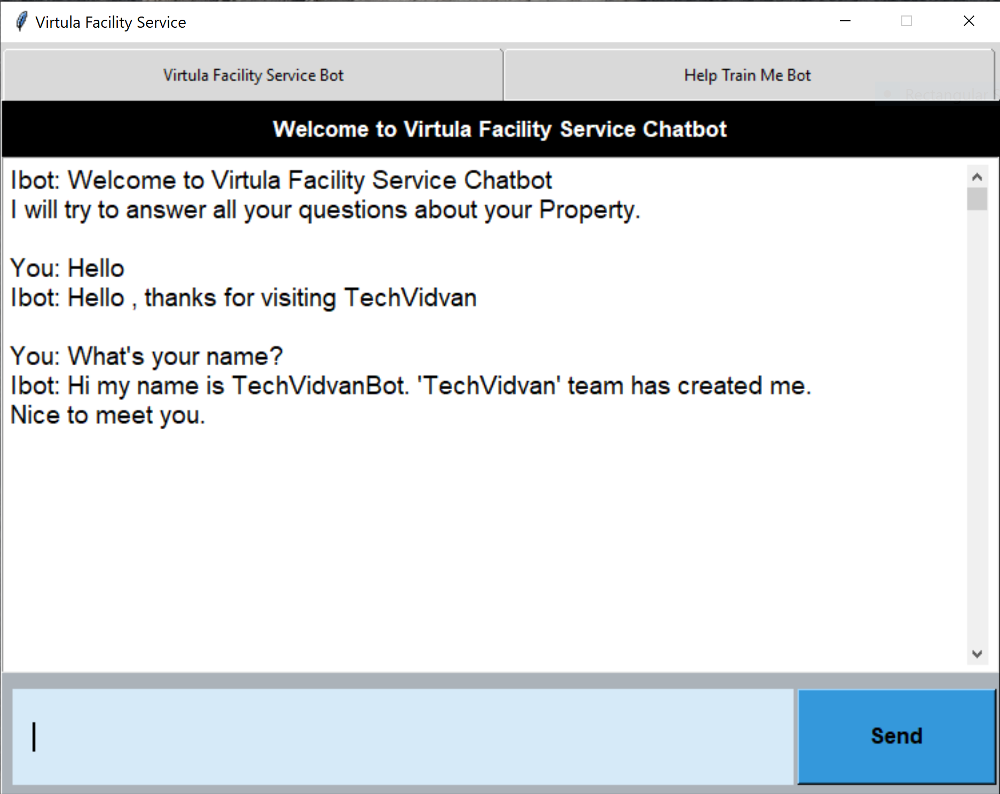 Virtula Facility Service
Virtula Facility Service Bot
Help Train Me Bot
Rectangular
Welcome to Virtula Facility Service Chatbot
Ibot: Welcome to Virtula Facility Service Chatbot
I will try to answer all your questions about your Property.
You: Hello
Ibot: Hello , thanks for visiting TechVidvan
You: What's your name?
Ibot: Hi my name is TechVidvanBot. 'TechVidvan' team has created me.
Nice to meet you.
Send